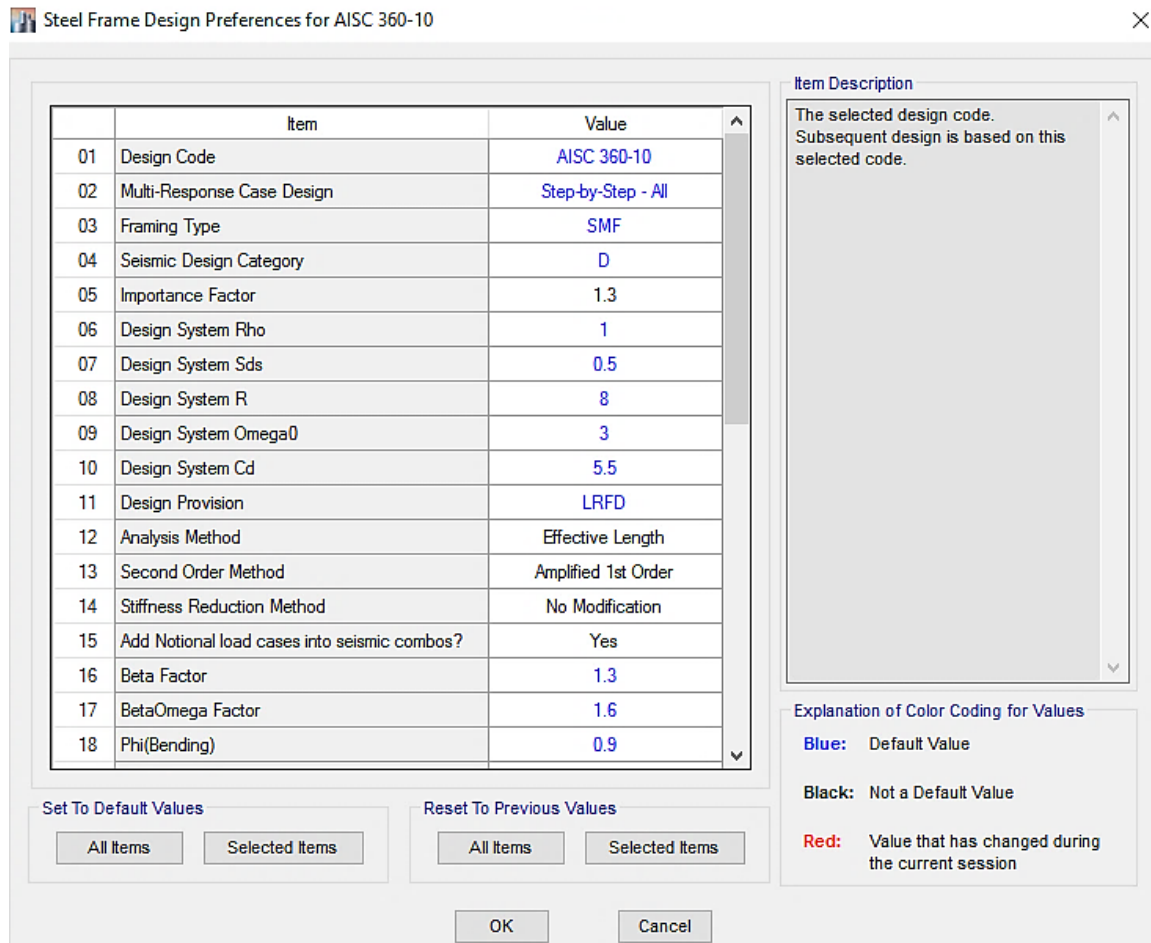 Steel Frame Design Preferences for AISC 360-10
Item Value
01 Design Code AISC 360-10
02 Multi-Response Case Design Step-by-Step - All
03 Framing Type SMF
04 Seismic Design Category D
05 Importance Factor 1.3
06 Design System Rho 1
07 Design System Sds 0.5
08 Design System R 8
09 Design System Omega0 3
10 Design System Cd 5.5
11 Design Provision LRFD
12 Analysis Method Effective Length
13 Second Order Method Amplified 1st Order
14 Stiffness Reduction Method No Modification
15 Add Notional load cases into seismic combos? Yes
16 Beta Factor 1.3
17 BetaOmega Factor 1.6
18 Phi(Bending) 0.9
Item Description
The selected design code.
Subsequent design is based on this
selected code.
Explanation of Color Coding for Values
Blue: Default Value
Black: Not a Default Value
Red: Value that has changed during
the current session
Set To Default Values
All Items Selected Items
Reset To Previous Values
All Items Selected Items
OK Cancel